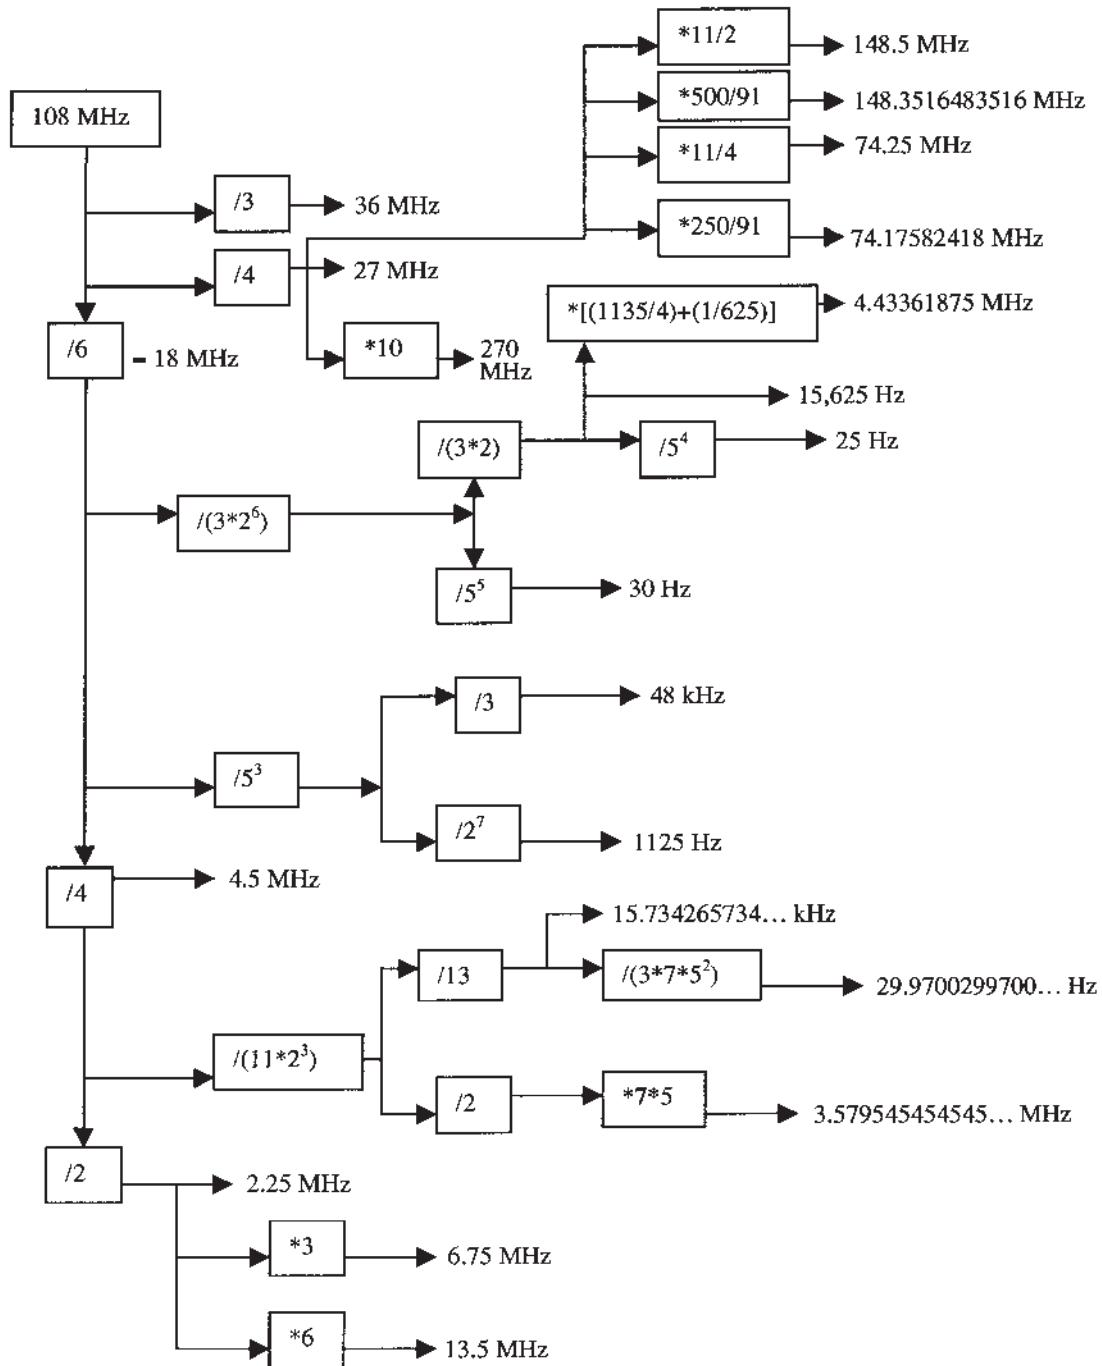 *11/2
148.5 MHz
*500/91
148.3516483516 MHz
108 MHz
*11/4
74.25 MHz
/3
36 MHz
*250/91
74.17582418 MHz
/4
27 MHz
*[(1135/4)+(1/625)]
4.43361875 MHz
/6
= 18 MHz
*10
270
MHz
15,625 Hz
/(3*2)
/5⁴
25 Hz
/(3*2⁶)
/5⁵
30 Hz
/3
48 kHz
/5³
/2⁷
1125 Hz
/4
4.5 MHz
15.734265734... kHz
/13
/(3*7*5²)
29.9700299700... Hz
/(11*2³)
/2
*7*5
3.579545454545... MHz
/2
2.25 MHz
*3
6.75 MHz
*6
13.5 MHz